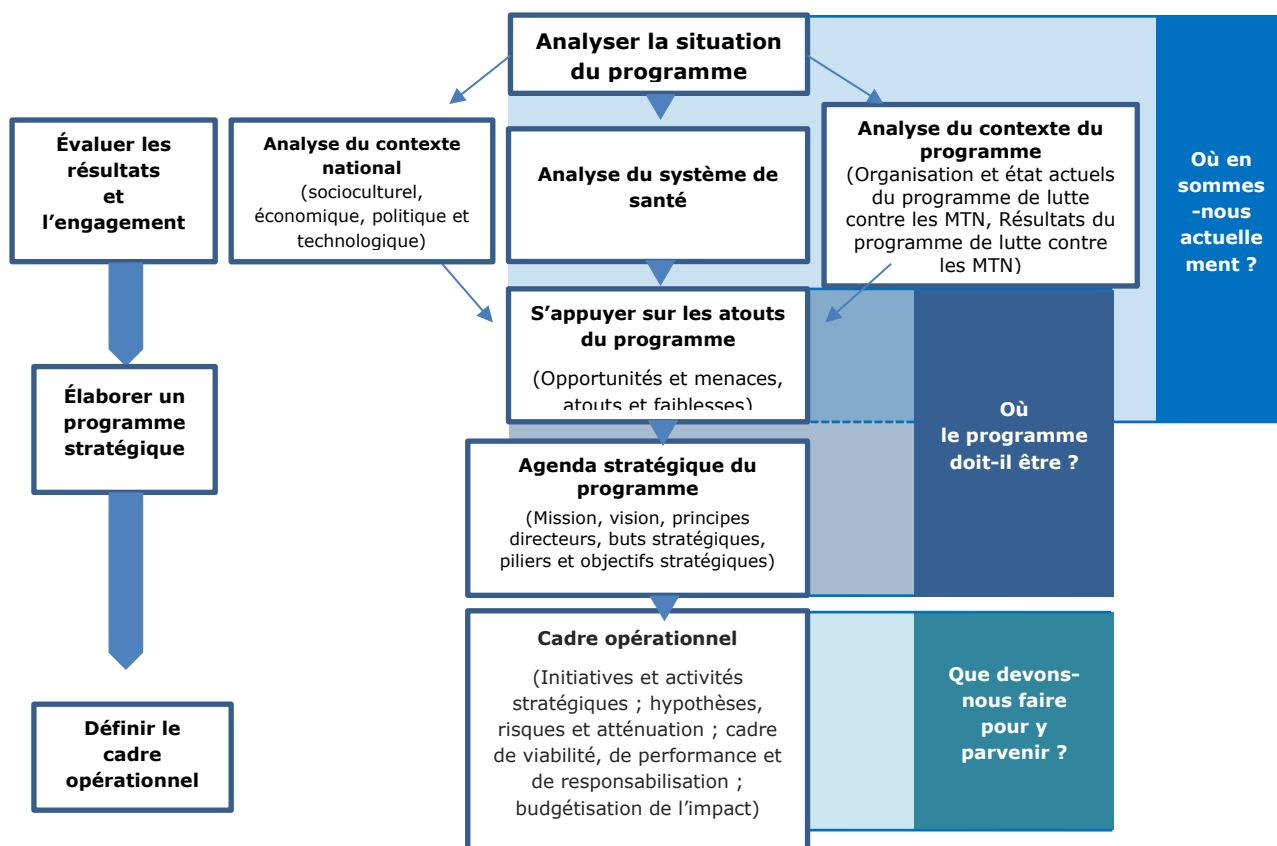 Analyser la situation
du programme
Évaluer les
résultats
et
l’engagement
Analyse du contexte
national
(socioculturel,
économique, politique et
technologique)
Analyse du système de
santé
Analyse du contexte du
programme
(Organisation et état actuels
du programme de lutte
contre les MTN, Résultats du
programme de lutte contre
les MTN)
Où en
sommes
-nous
actuelle
ment ?
S’appuyer sur les atouts
du programme
(Opportunités et menaces,
atouts et faiblesses)
Élaborer un
programme
stratégique
Où
le programme
doit-il être ?
Agenda stratégique du
programme
(Mission, vision, principes
directeurs, buts stratégiques,
piliers et objectifs stratégiques)
Cadre opérationnel
(Initiatives et activités
stratégiques ; hypothèses,
risques et atténuation ; cadre
de viabilité, de performance et
de responsabilisation ;
budgétisation de l’impact)
Que devons-
nous faire
pour y
parvenir ?
Définir le
cadre
opérationnel